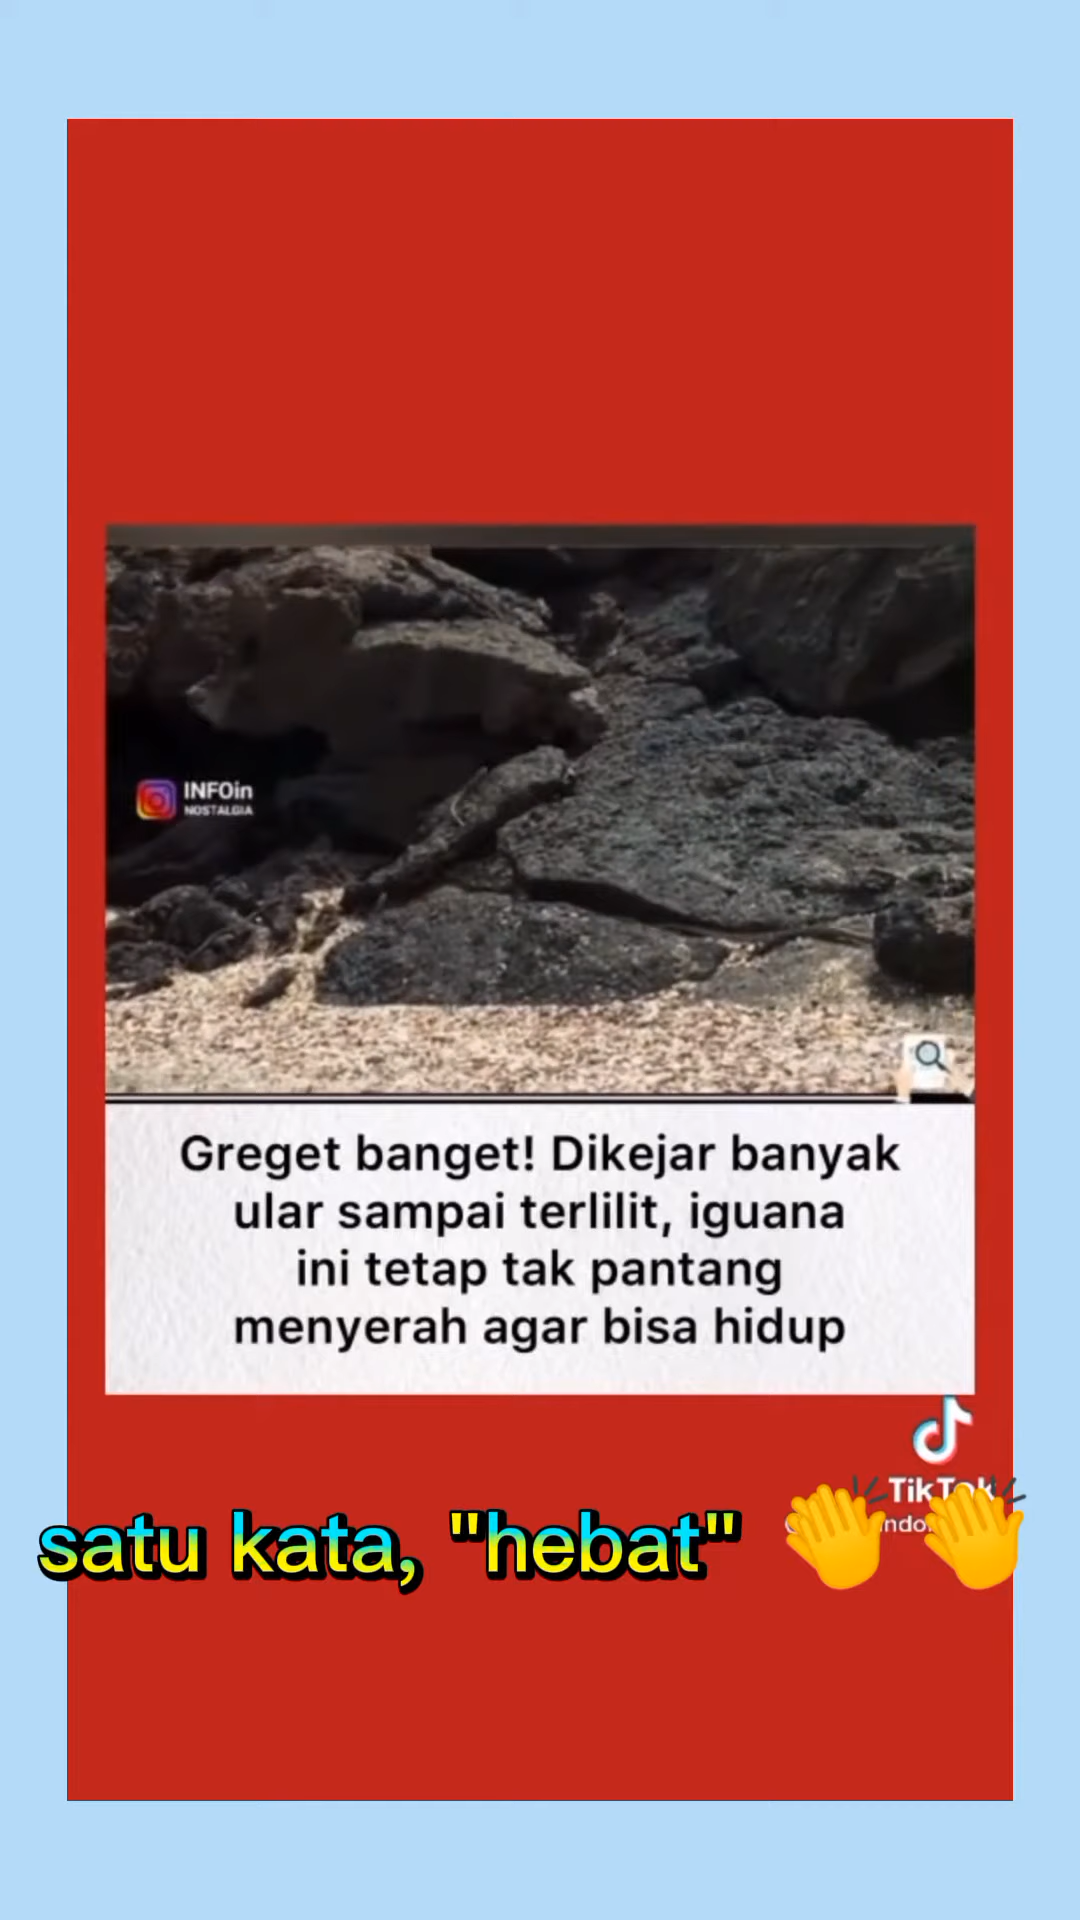 INFOin
NOSTALGIA
Greget banget! Dikejar banyak
ular sampai terlilit, iguana
ini tetap tak pantang
menyerah agar bisa hidup
TikTok
satu kata, "hebat" 👏👏